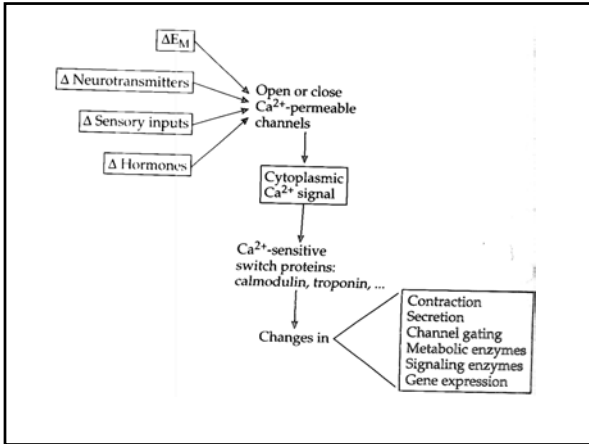 ΔE_M
Δ Neurotransmitters
Δ Sensory inputs
Δ Hormones
Open or close
Ca²⁺-permeable
channels
Cytoplasmic
Ca²⁺ signal
Ca²⁺-sensitive
switch proteins:
calmodulin, troponin, ...
Changes in
Contraction
Secretion
Channel gating
Metabolic enzymes
Signaling enzymes
Gene expression